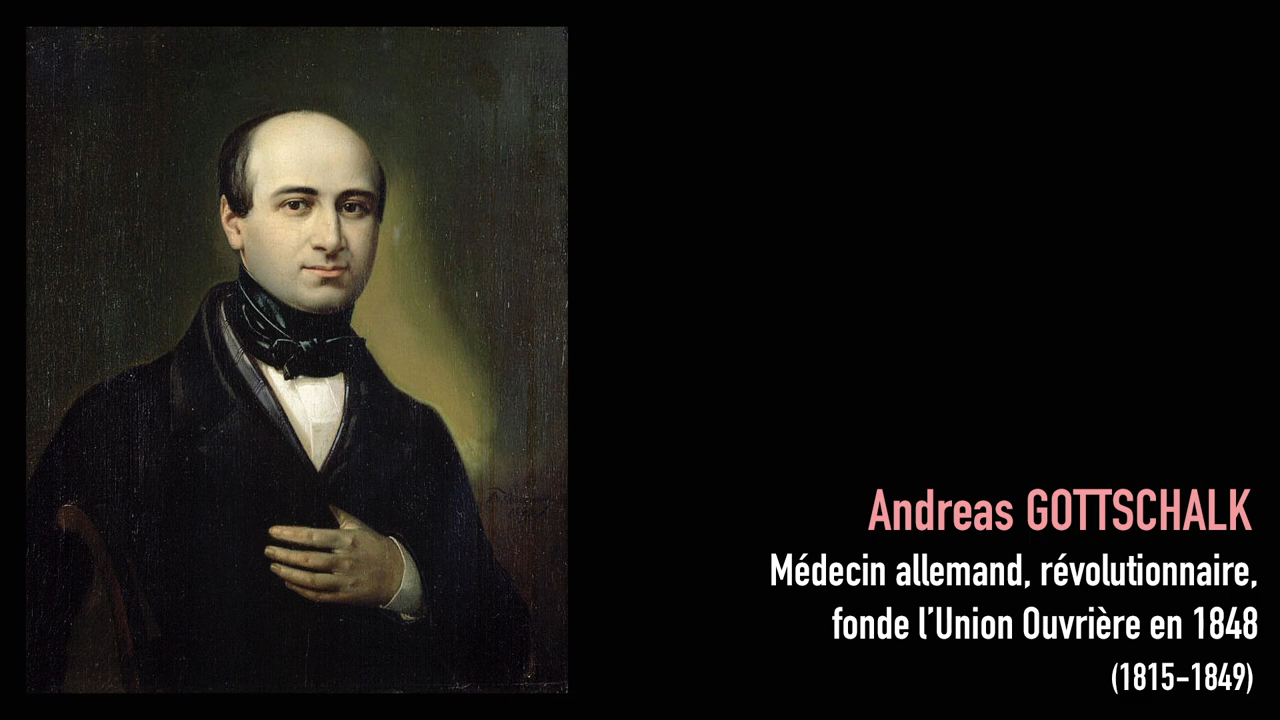 Andreas GOTTSCHALK
Médecin allemand, révolutionnaire,
fonde l’Union Ouvrière en 1848
(1815-1849)